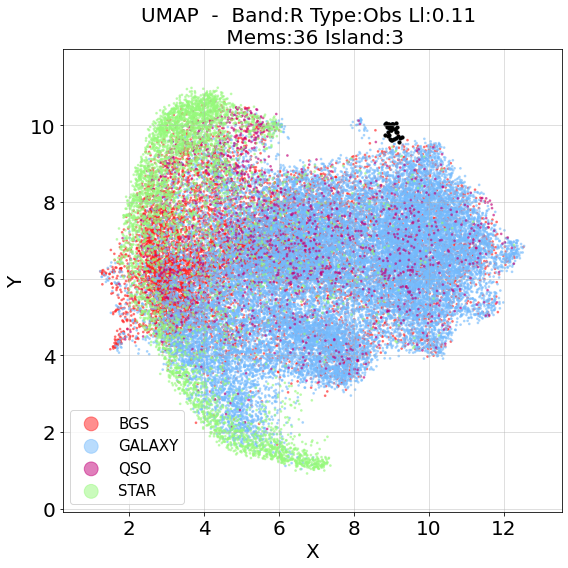 UMAP - Band:R Type:Obs Ll:0.11
Mems:36 Island:3
Y
10
8
6
4
2
0
BGS
GALAXY
QSO
STAR
2 4 6 8 10 12
X